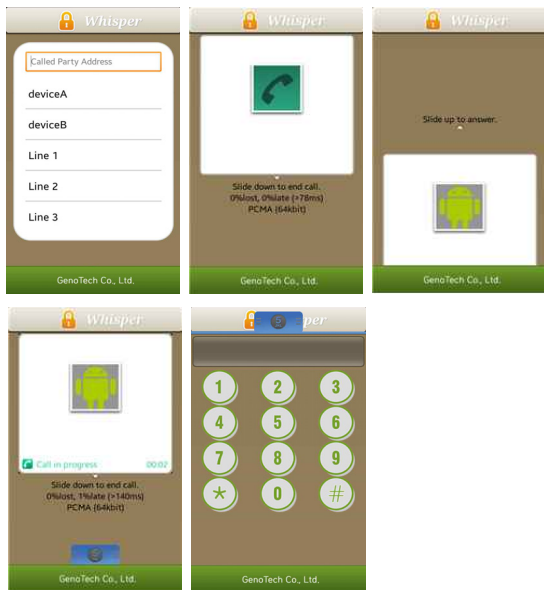 Whisper
Called Party Address
deviceA
deviceB
Line 1
Line 2
Line 3
GenoTech Co., Ltd.
Whisper
Slide down to end call.
0%lost, 0%late (>78ms)
PCMA (64kbit)
GenoTech Co., Ltd.
Whisper
Slide up to answer.
GenoTech Co., Ltd.
Whisper
Call in progress 00:02
Slide down to end call.
0%lost, 1%late (>140ms)
PCMA (64kbit)
GenoTech Co., Ltd.
per
1 2 3
4 5 6
7 8 9
* 0 #
GenoTech Co., Ltd.